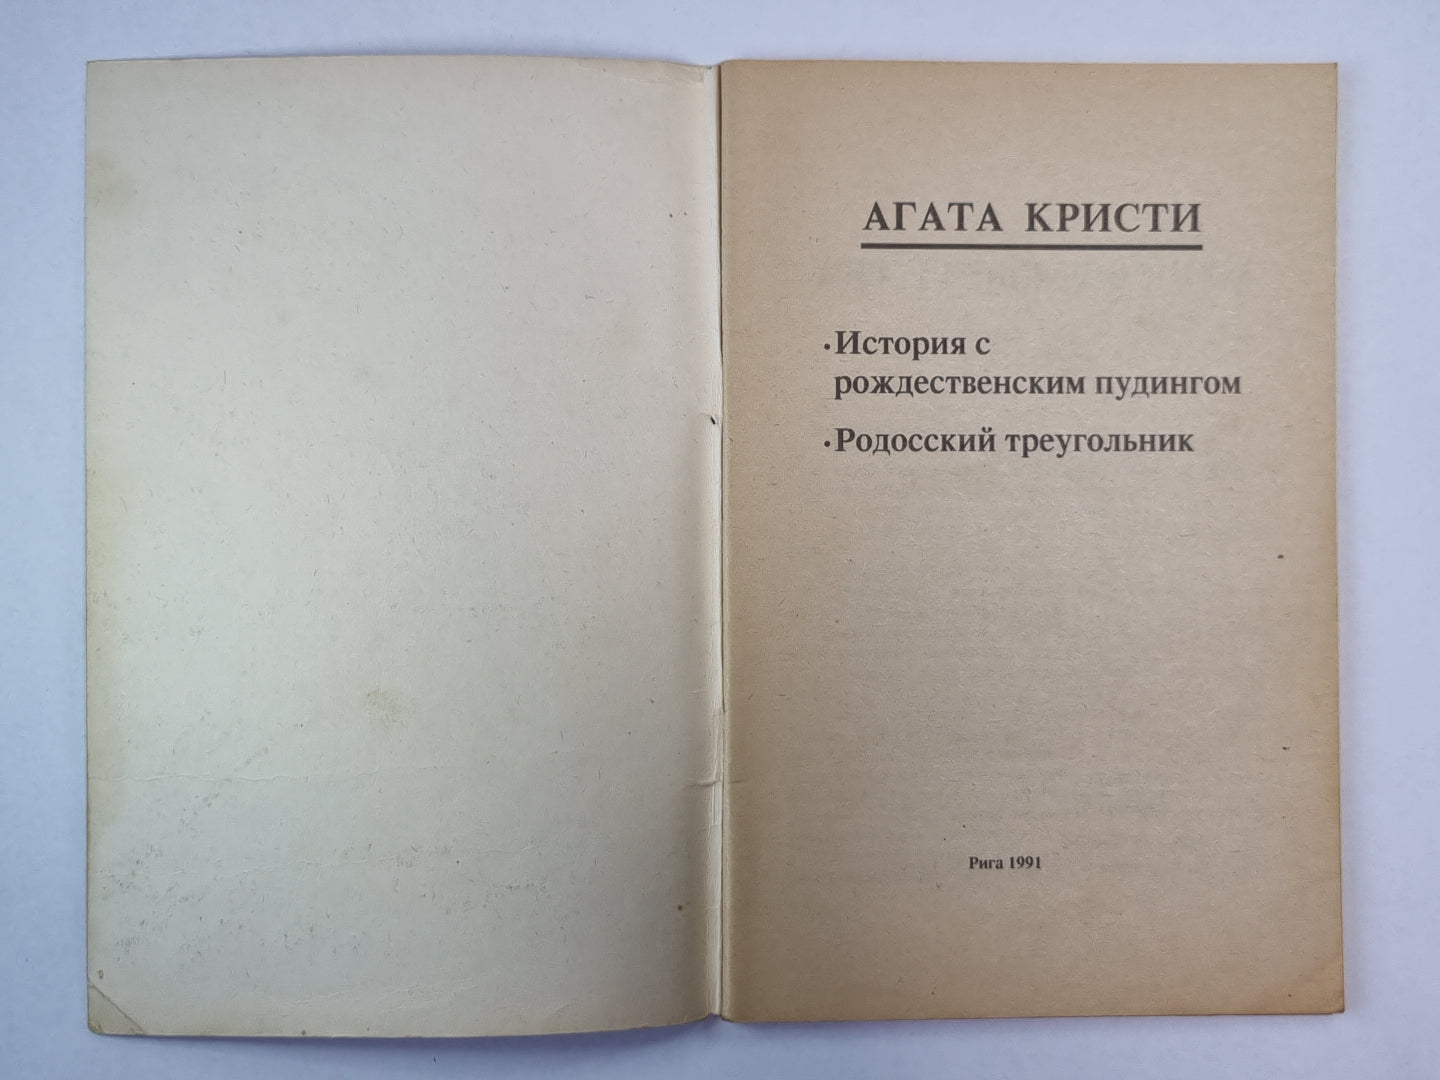 АГАТА КРИСТИ
·История с
рождественским пудингом
·Родосский треугольник
Рига 1991